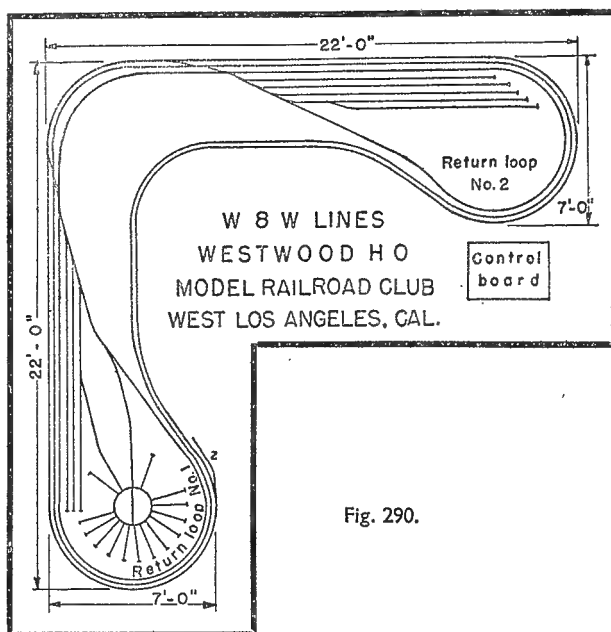 22'-0"
Return loop
No. 2
7'-0"
W 8 W LINES
WESTWOOD H O
MODEL RAILROAD CLUB
WEST LOS ANGELES, CAL.
Control
board
22'-0"
2
Return loop No. 1
Fig. 290.
7'-0"